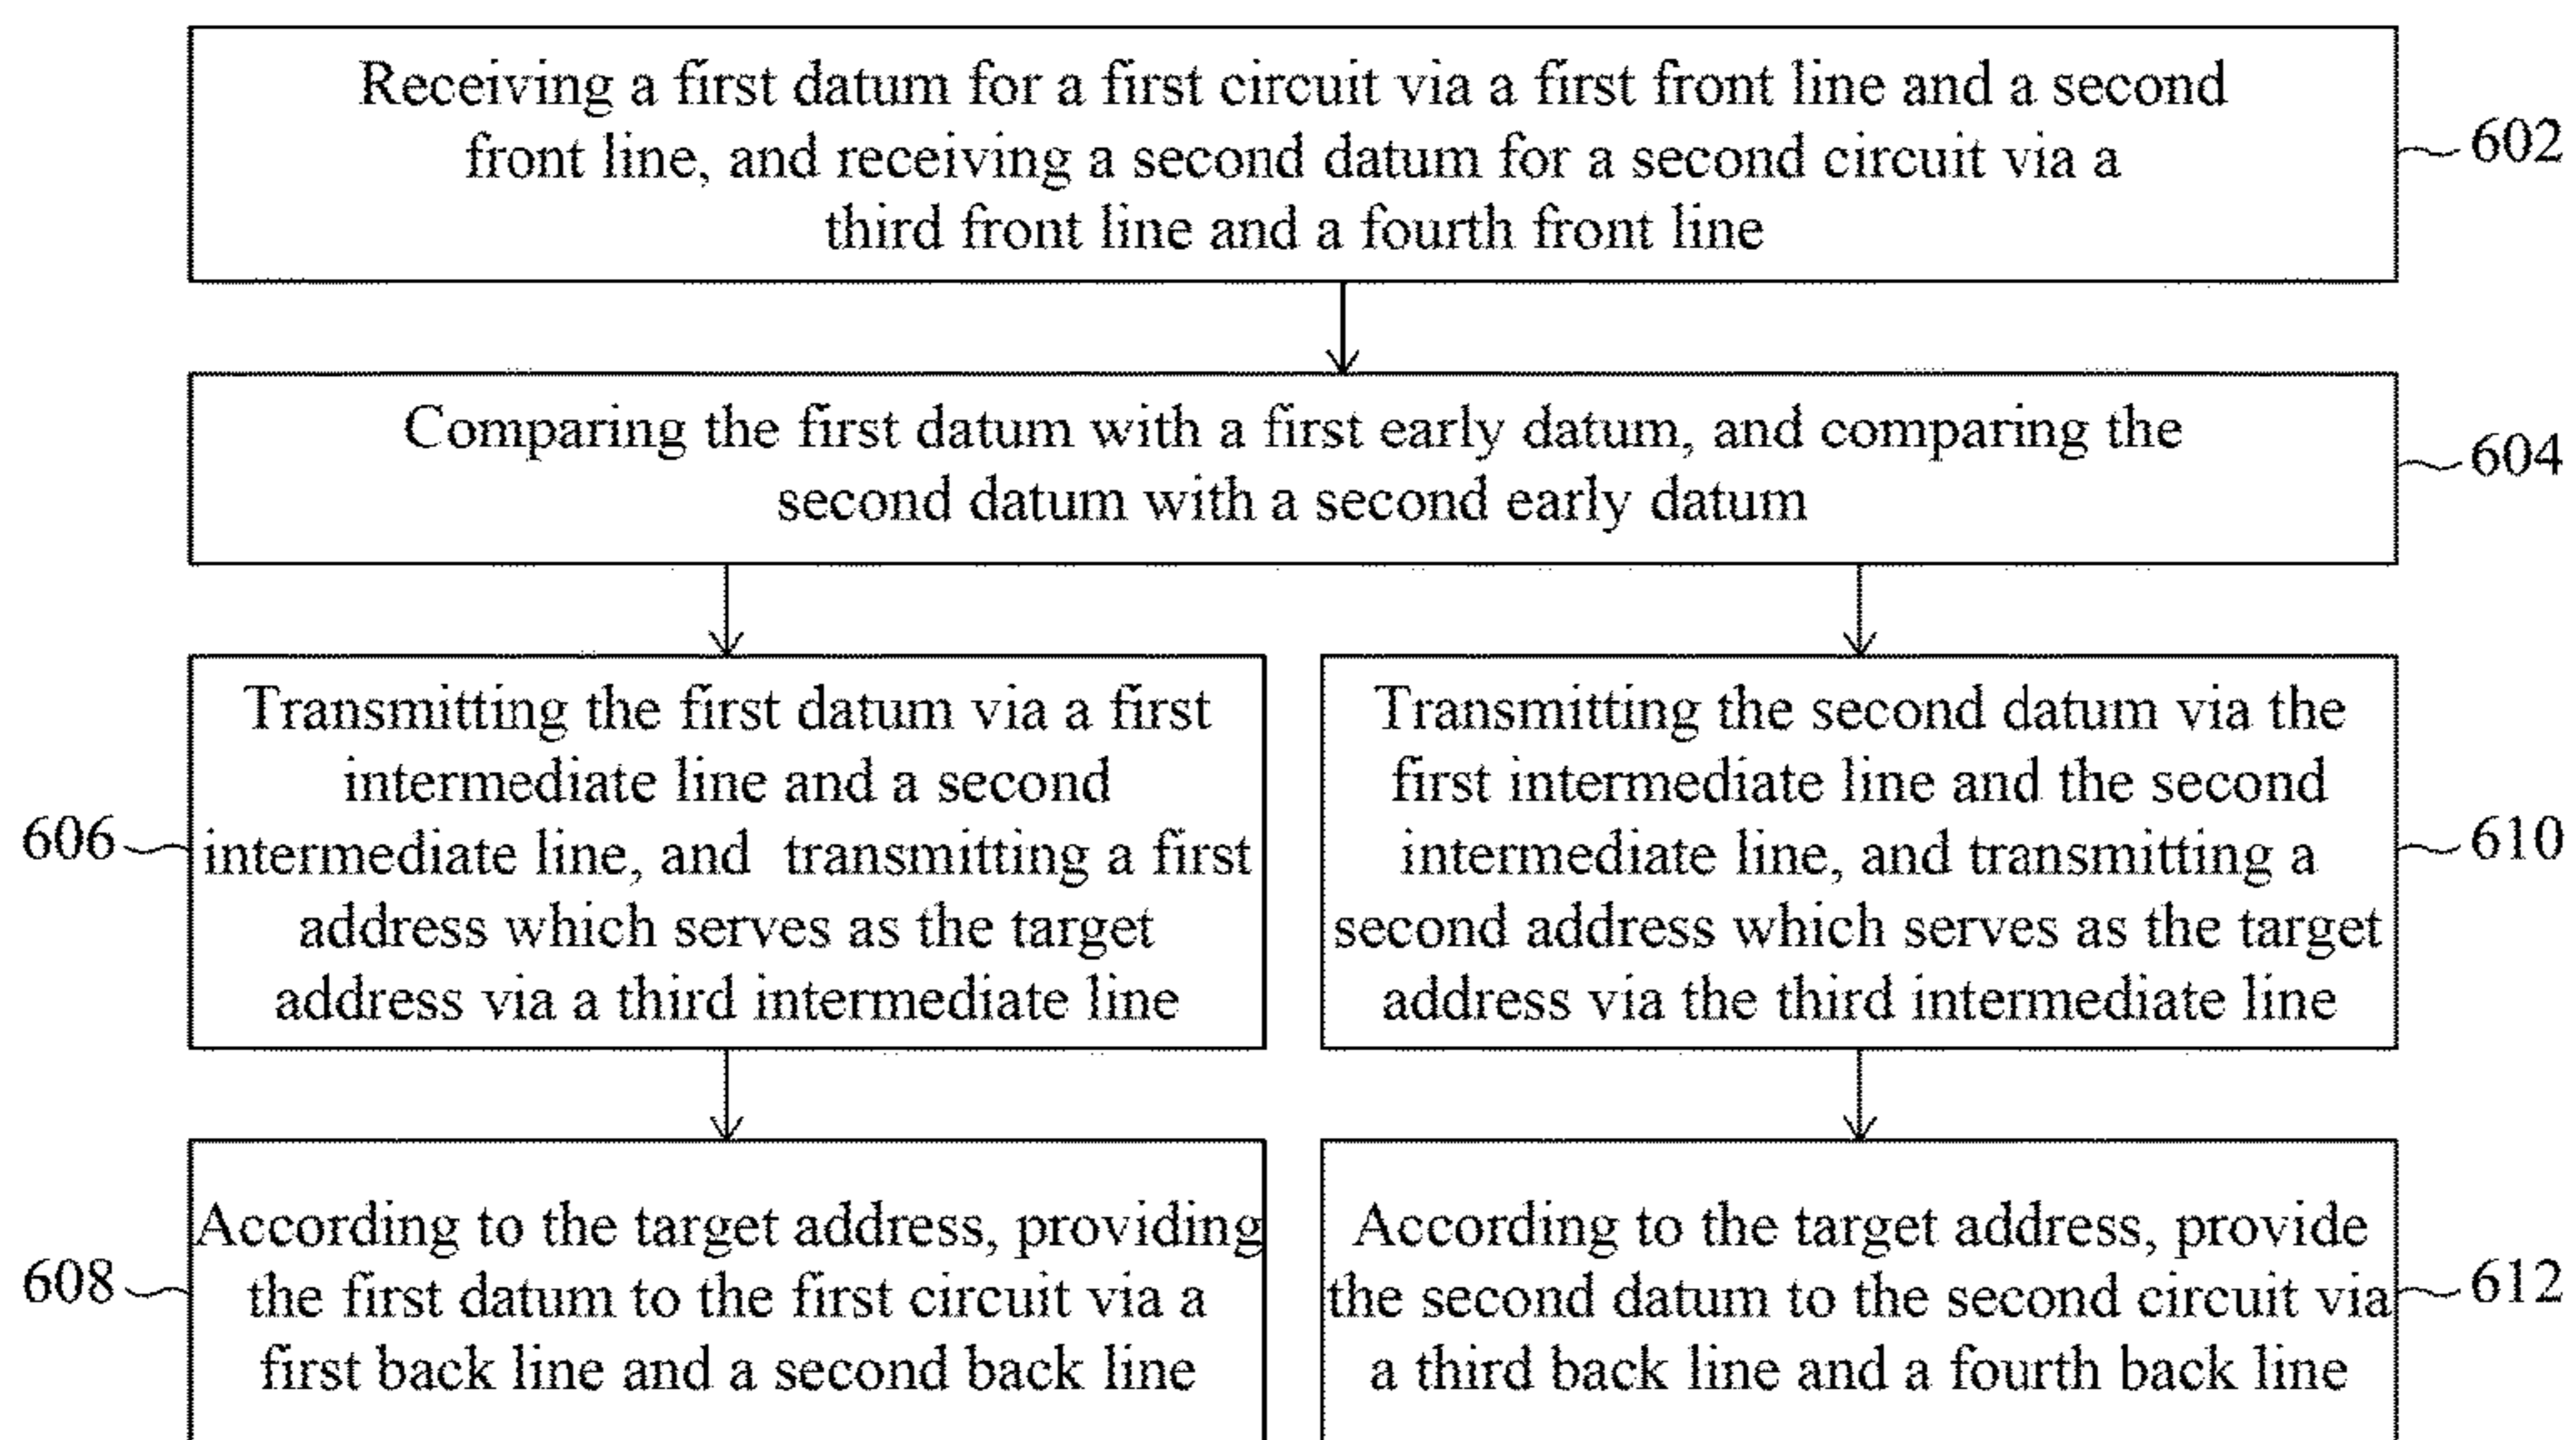 Receiving a first datum for a first circuit via a first front line and a second
front line, and receiving a second datum for a second circuit via a
third front line and a fourth front line
602
Comparing the first datum with a first early datum, and comparing the
second datum with a second early datum
604
Transmitting the first datum via a first
intermediate line and a second
intermediate line, and transmitting a first
address which serves as the target
address via a third intermediate line
606
Transmitting the second datum via the
first intermediate line and the second
intermediate line, and transmitting a
second address which serves as the target
address via the third intermediate line
610
According to the target address, providing
the first datum to the first circuit via a
first back line and a second back line
608
According to the target address, provide
the second datum to the second circuit via
a third back line and a fourth back line
612